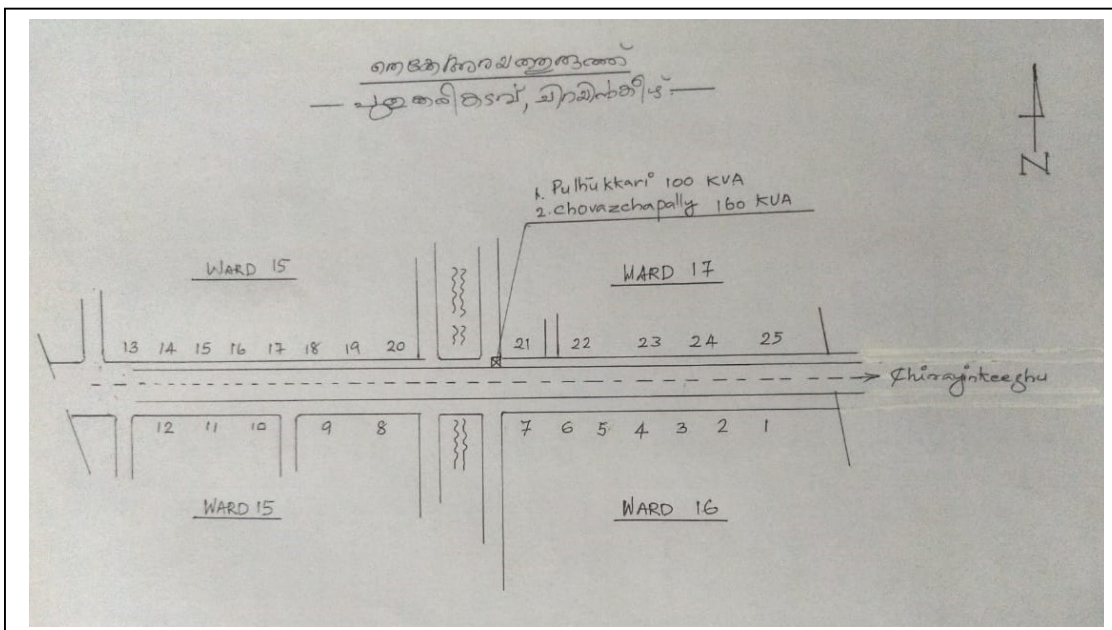 തെക്കേഅരയത്തുരുത്ത്
പുതുക്കരികടവ്, ചിറയിൻകീഴ്
N
1. Pulhukkari 100 KVA
2. Chovazchapally 160 KVA
WARD 15
WARD 17
13 14 15 16 17 18 19 20 21 22 23 24 25
Chirayinkeezhu
12 11 10 9 8 7 6 5 4 3 2 1
WARD 15
WARD 16